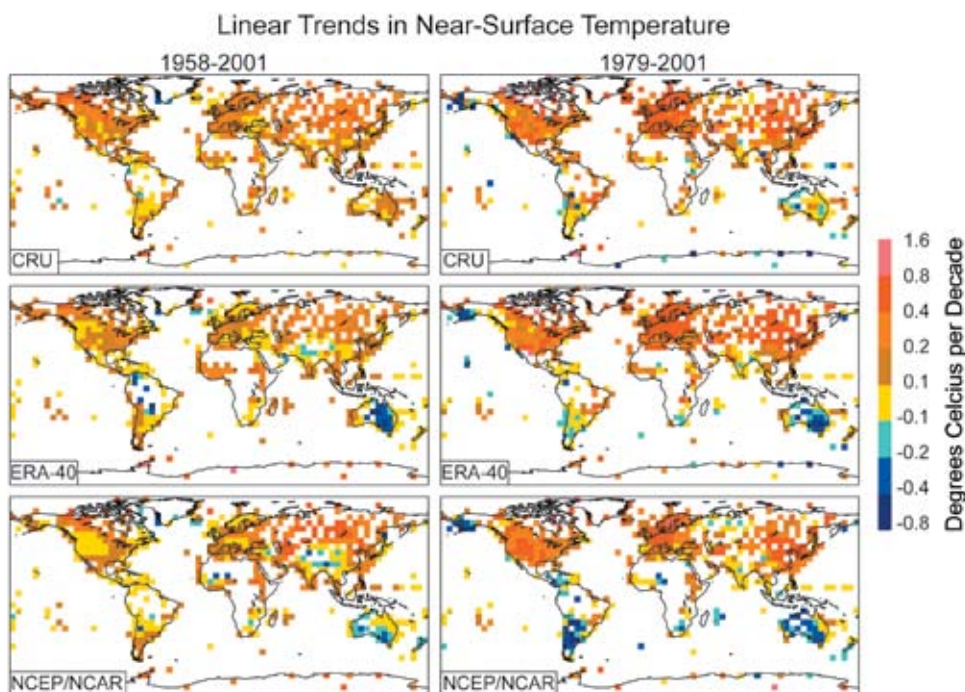 Linear Trends in Near-Surface Temperature
1958-2001
1979-2001
CRU
CRU
ERA-40
ERA-40
NCEP/NCAR
NCEP/NCAR
1.6
0.8
0.4
0.2
0.1
-0.1
-0.2
-0.4
-0.8
Degrees Celcius per Decade